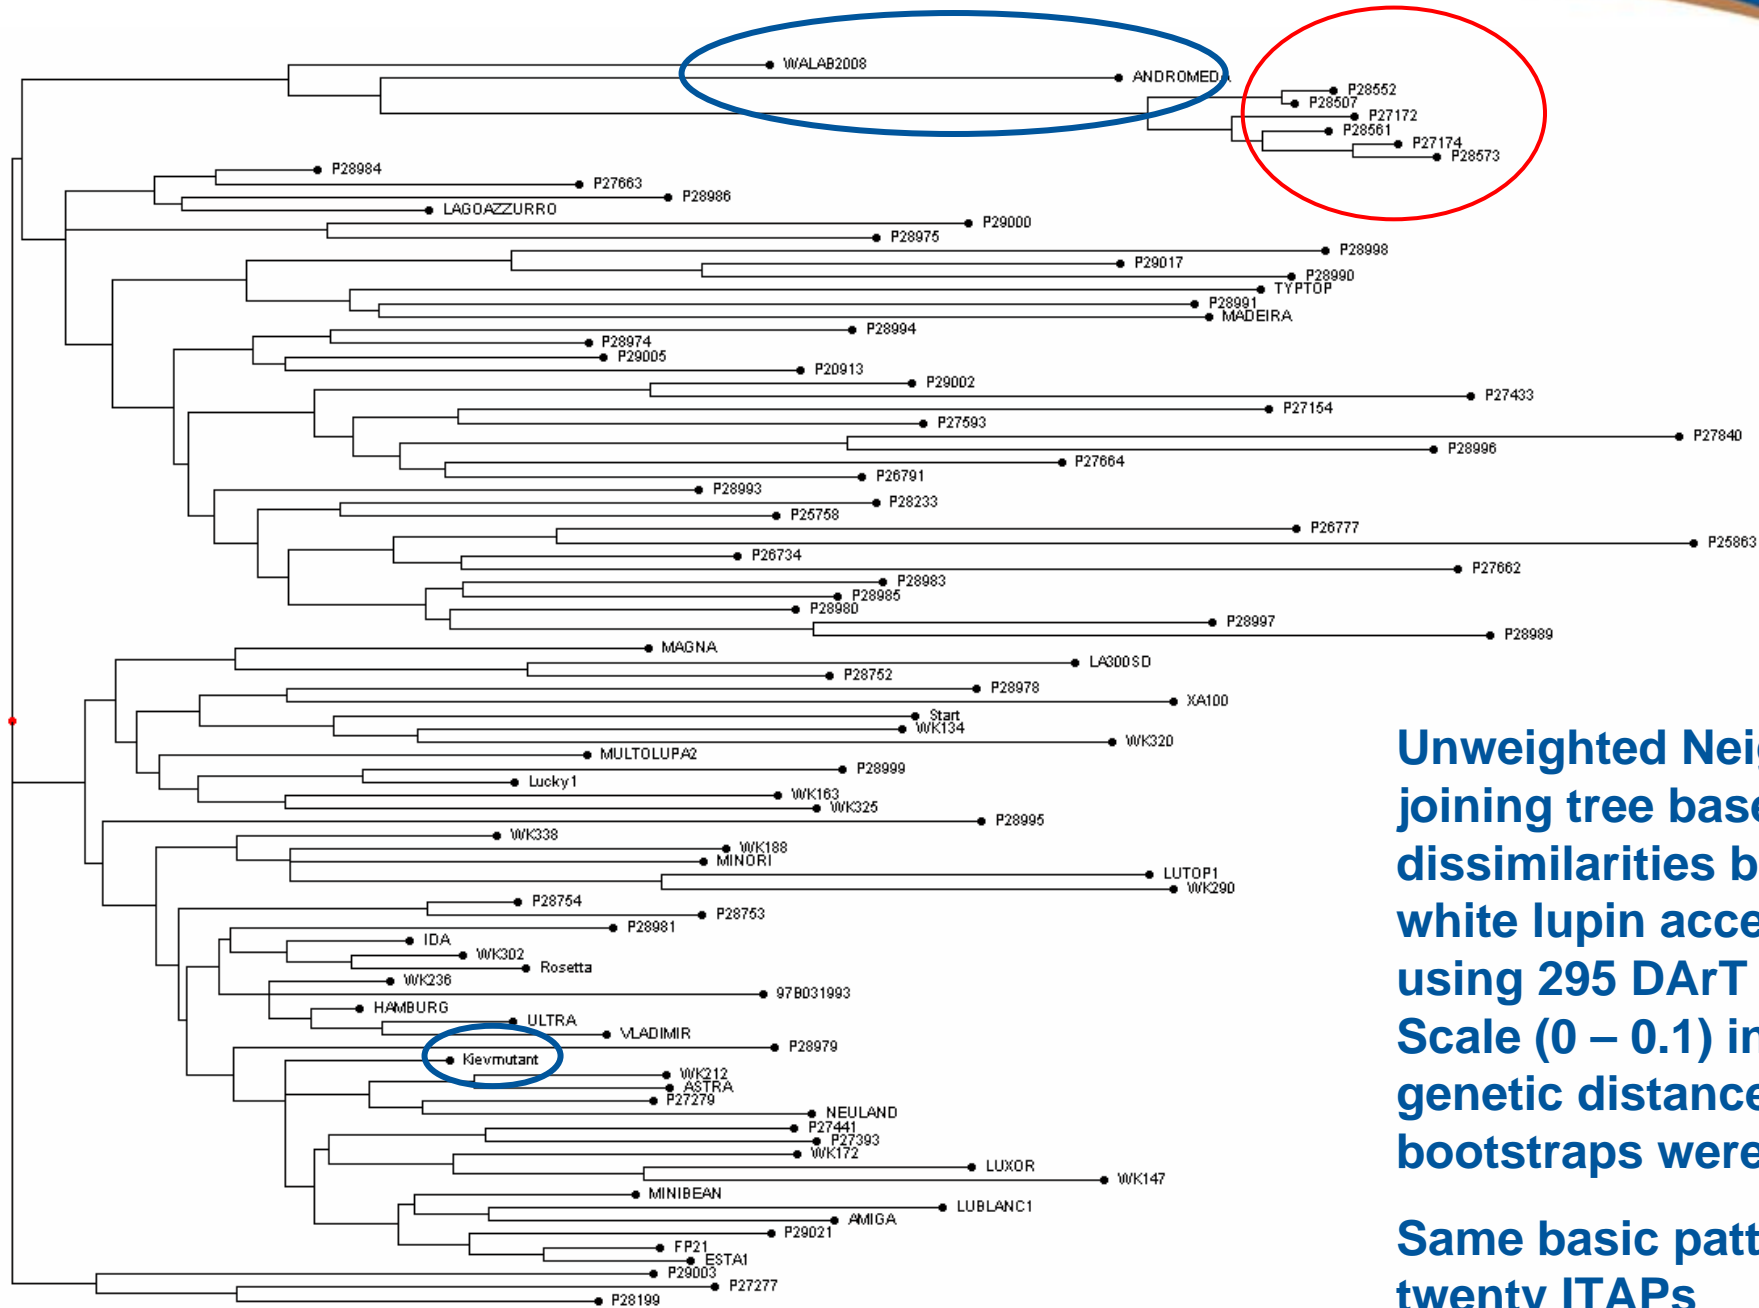 WALAB2008
ANDROMEDA
P28552
P28507
P27172
P28561
P27174
P28573
P28984
P27663
P28986
LAGOAZZURRO
P29000
P28975
P28998
P29017
P28990
TYPTOP
P28991
MADEIRA
P28994
P28974
P29005
P20913
P29002
P27433
P27154
P27593
P27840
P28996
P27664
P26791
P28993
P28233
P25758
P26777
P25863
P26734
P27662
P28983
P28985
P28980
P28997
P28989
MAGNA
LA300SD
P28752
P28978
XA100
Start
WK134
WK320
MULTOLUPA2
P28999
Lucky1
WK163
WK325
P28995
WK338
WK188
MINORI
LUTOP1
WK290
P28754
P28753
P28981
IDA
WK302
Rosetta
WK236
97B031993
HAMBURG
ULTRA
VLADIMIR
P28979
Kievmutant
WK212
ASTRA
P27279
NEULAND
P27441
P27393
WK172
LUXOR
WK147
MINIBEAN
LUBLANC1
AMIGA
P29021
FP21
ESTA1
P29003
P27277
P28199
Unweighted
joining tree
dissimilarities
white lupin
using 295 DArT
Scale (0 – 0.1)
genetic distance
bootstraps were
Same basic
twenty ITAPs